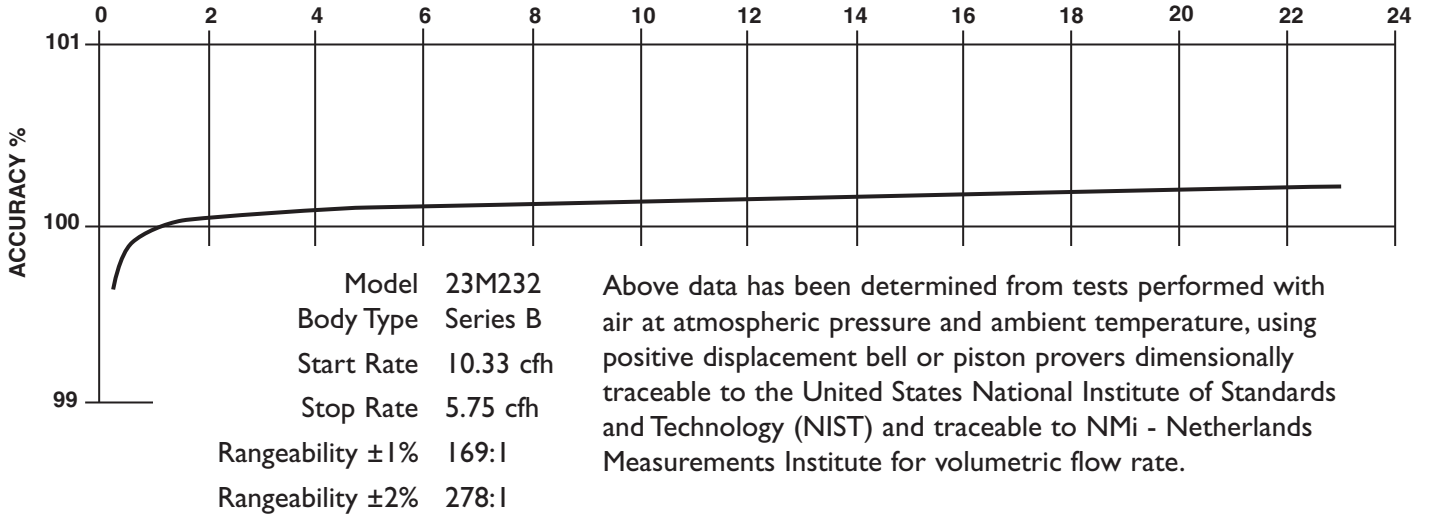 0 2 4 6 8 10 12 14 16 18 20 22 24
101
100
99
ACCURACY %
Model 23M232
Body Type Series B
Start Rate 10.33 cfh
Stop Rate 5.75 cfh
Rangeability ±1% 169:1
Rangeability ±2% 278:1
Above data has been determined from tests performed with
air at atmospheric pressure and ambient temperature, using
positive displacement bell or piston provers dimensionally
traceable to the United States National Institute of Standards
and Technology (NIST) and traceable to NMi - Netherlands
Measurements Institute for volumetric flow rate.